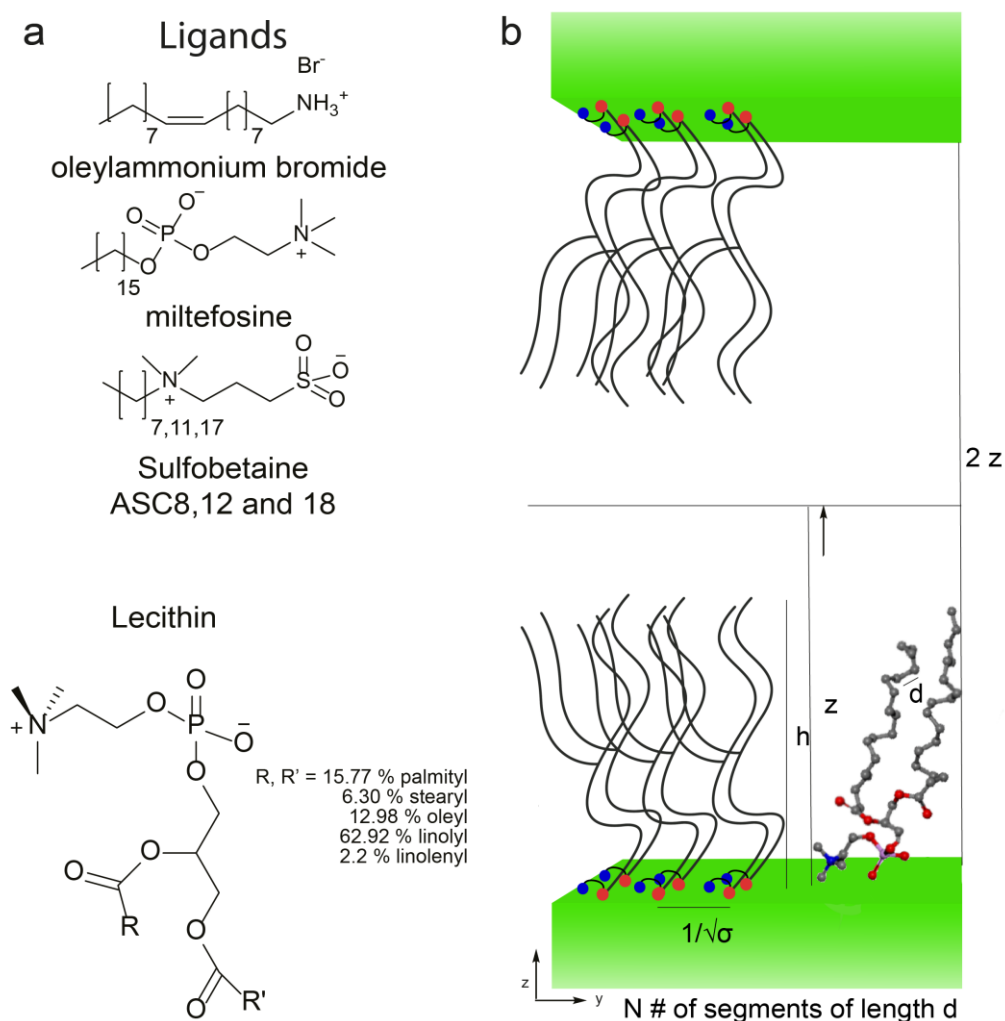 a
Ligands
Br⁻
NH₃⁺
7
7
oleylammonium bromide
O
O⁻
P
O
O
N
+
15
miltefosine
O
N
+
S
O⁻
O
7,11,17
Sulfobetaine
ASC8,12 and 18
Lecithin
O
O
P
O⁻
N
+
O
R, R' = 15.77 % palmityl
6.30 % stearyl
12.98 % oleyl
62.92 % linolyl
2.2 % linolenyl
O
O
R
O
O
R'
b
2 z
d
z
h
1/√σ
z
y
N # of segments of length d